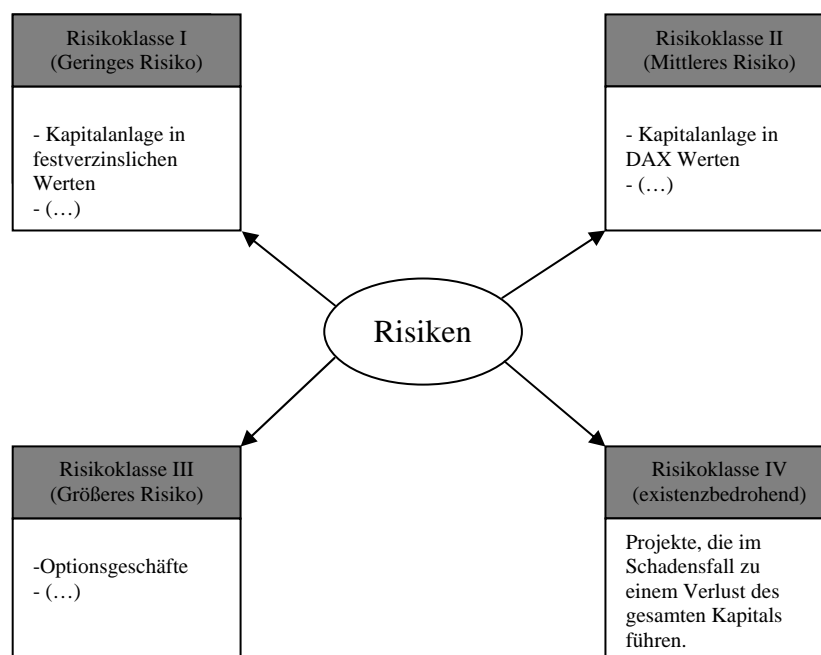 Risikoklasse I
(Geringes Risiko)
- Kapitalanlage in
festverzinslichen
Werten
- (…)
Risikoklasse II
(Mittleres Risiko)
- Kapitalanlage in
DAX Werten
- (…)
Risiken
Risikoklasse III
(Größeres Risiko)
-Optionsgeschäfte
- (…)
Risikoklasse IV
(existenzbedrohend)
Projekte, die im
Schadensfall zu
einem Verlust des
gesamten Kapitals
führen.